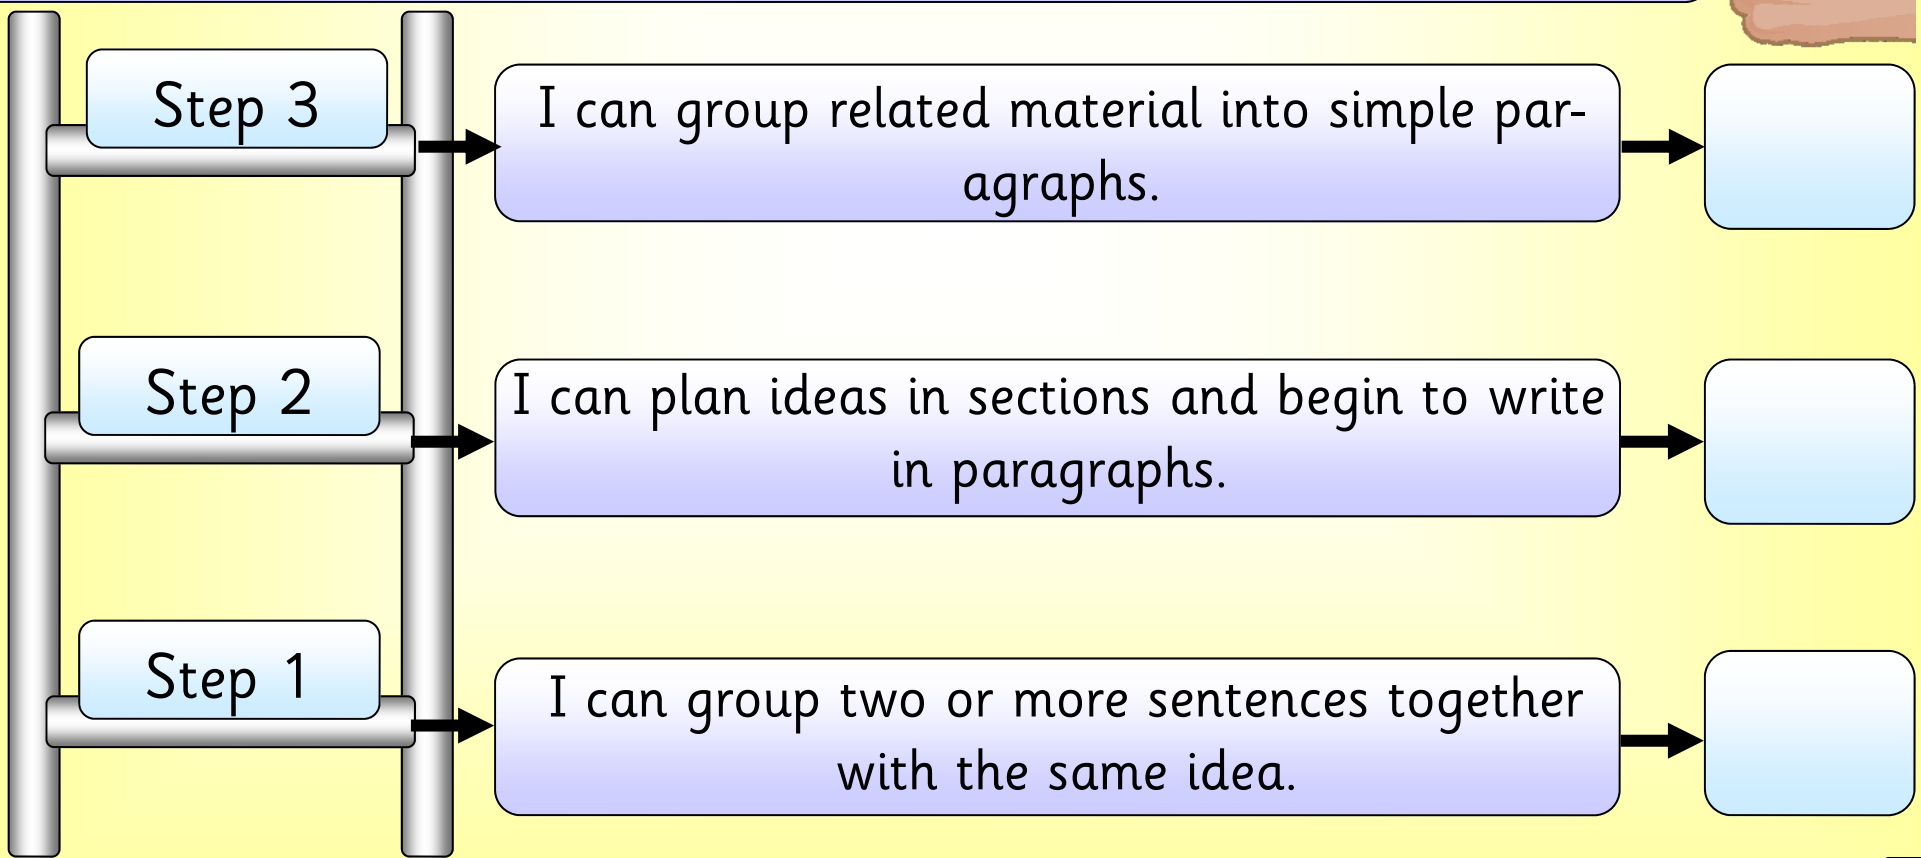 Step 3
I can group related material into simple par-
agraphs.
Step 2
I can plan ideas in sections and begin to write
in paragraphs.
Step 1
I can group two or more sentences together
with the same idea.